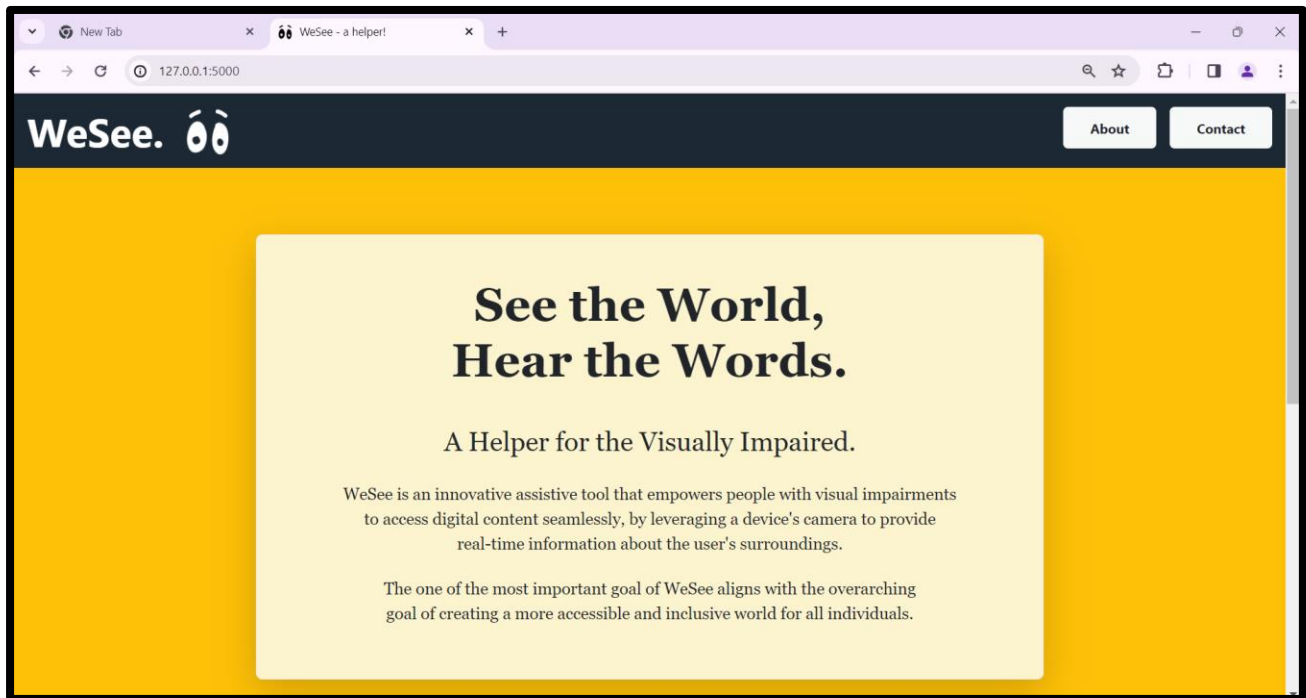 New Tab
WeSee - a helper!
127.0.0.1:5000
WeSee.
About
Contact
See the World,
Hear the Words.
A Helper for the Visually Impaired.
WeSee is an innovative assistive tool that empowers people with visual impairments
to access digital content seamlessly, by leveraging a device's camera to provide
real-time information about the user's surroundings.
The one of the most important goal of WeSee aligns with the overarching
goal of creating a more accessible and inclusive world for all individuals.